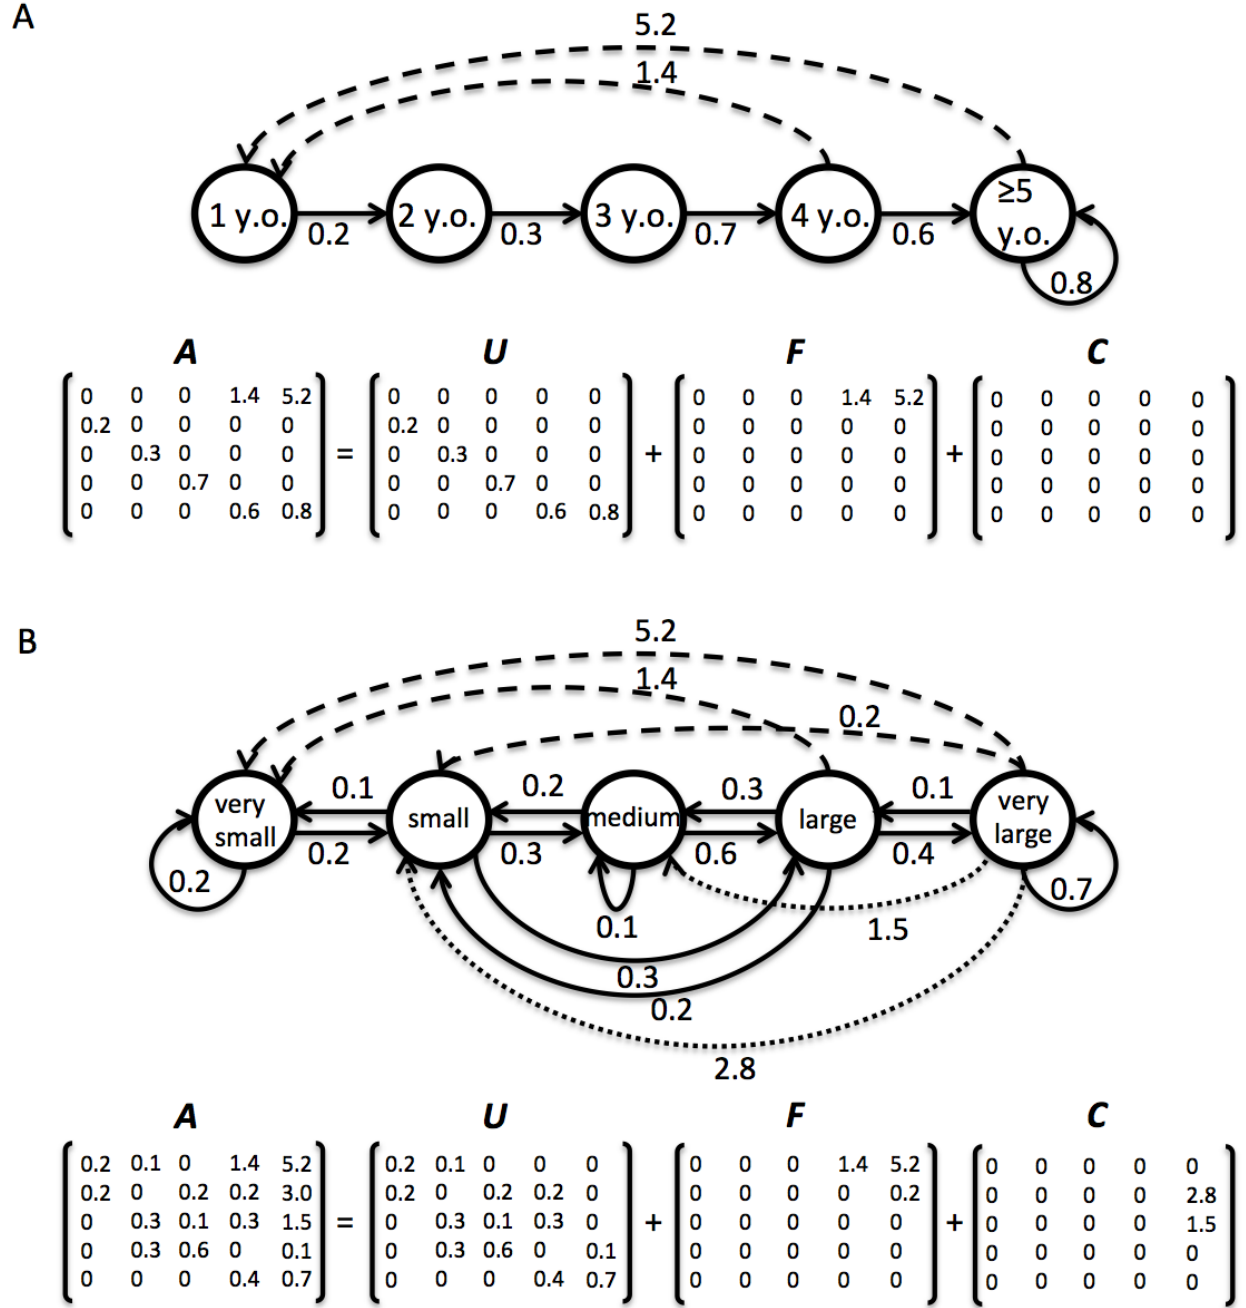 A
5.2
1.4
1 y.o. 2 y.o. 3 y.o. 4 y.o. ≥5 y.o.
0.2 0.3 0.7 0.6
0.8
A U F C
0 0 0 1.4 5.2 0 0 0 0 0 0 0 0 1.4 5.2 0 0 0 0 0
0.2 0 0 0 0 0.2 0 0 0 0 0 0 0 0 0 0 0 0 0 0
0 0.3 0 0 0 = 0 0.3 0 0 0 + 0 0 0 0 0 + 0 0 0 0 0
0 0 0.7 0 0 0 0 0.7 0 0 0 0 0 0 0 0 0 0 0 0
0 0 0 0.6 0.8 0 0 0 0.6 0.8 0 0 0 0 0 0 0 0 0 0
B
5.2
1.4
0.2
0.1 0.2 0.3 0.1
very small small medium large very large
0.2 0.3 0.6 0.4
0.2 0.7
0.1 1.5
0.3
0.2
2.8
A U F C
0.2 0.1 0 1.4 5.2 0.2 0.1 0 0 0 0 0 0 1.4 5.2 0 0 0 0 0
0.2 0 0.2 0.2 3.0 0.2 0 0.2 0.2 0 0 0 0 0 0.2 0 0 0 0 2.8
0 0.3 0.1 0.3 1.5 = 0 0.3 0.1 0.3 0 + 0 0 0 0 0 + 0 0 0 0 1.5
0 0.3 0.6 0 0.1 0 0.3 0.6 0 0.1 0 0 0 0 0 0 0 0 0 0
0 0 0 0.4 0.7 0 0 0 0.4 0.7 0 0 0 0 0 0 0 0 0 0